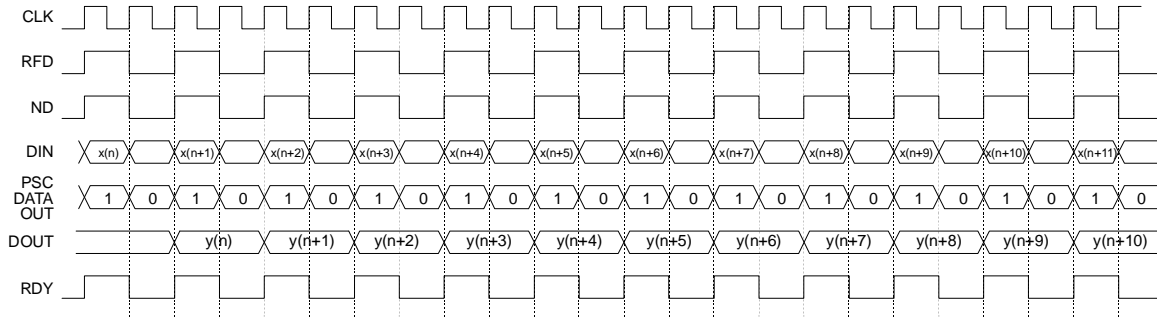 CLK
RFD
ND
DIN x(n) x(n+1) x(n+2) x(n+3) x(n+4) x(n+5) x(n+6) x(n+7) x(n+8) x(n+9) x(n+10) x(n+11)
PSC
DATA 1 0 1 0 1 0 1 0 1 0 1 0 1 0 1 0 1 0 1 0 1 0 1 0
OUT
DOUT y(n) y(n+1) y(n+2) y(n+3) y(n+4) y(n+5) y(n+6) y(n+7) y(n+8) y(n+9) y(n+10)
RDY